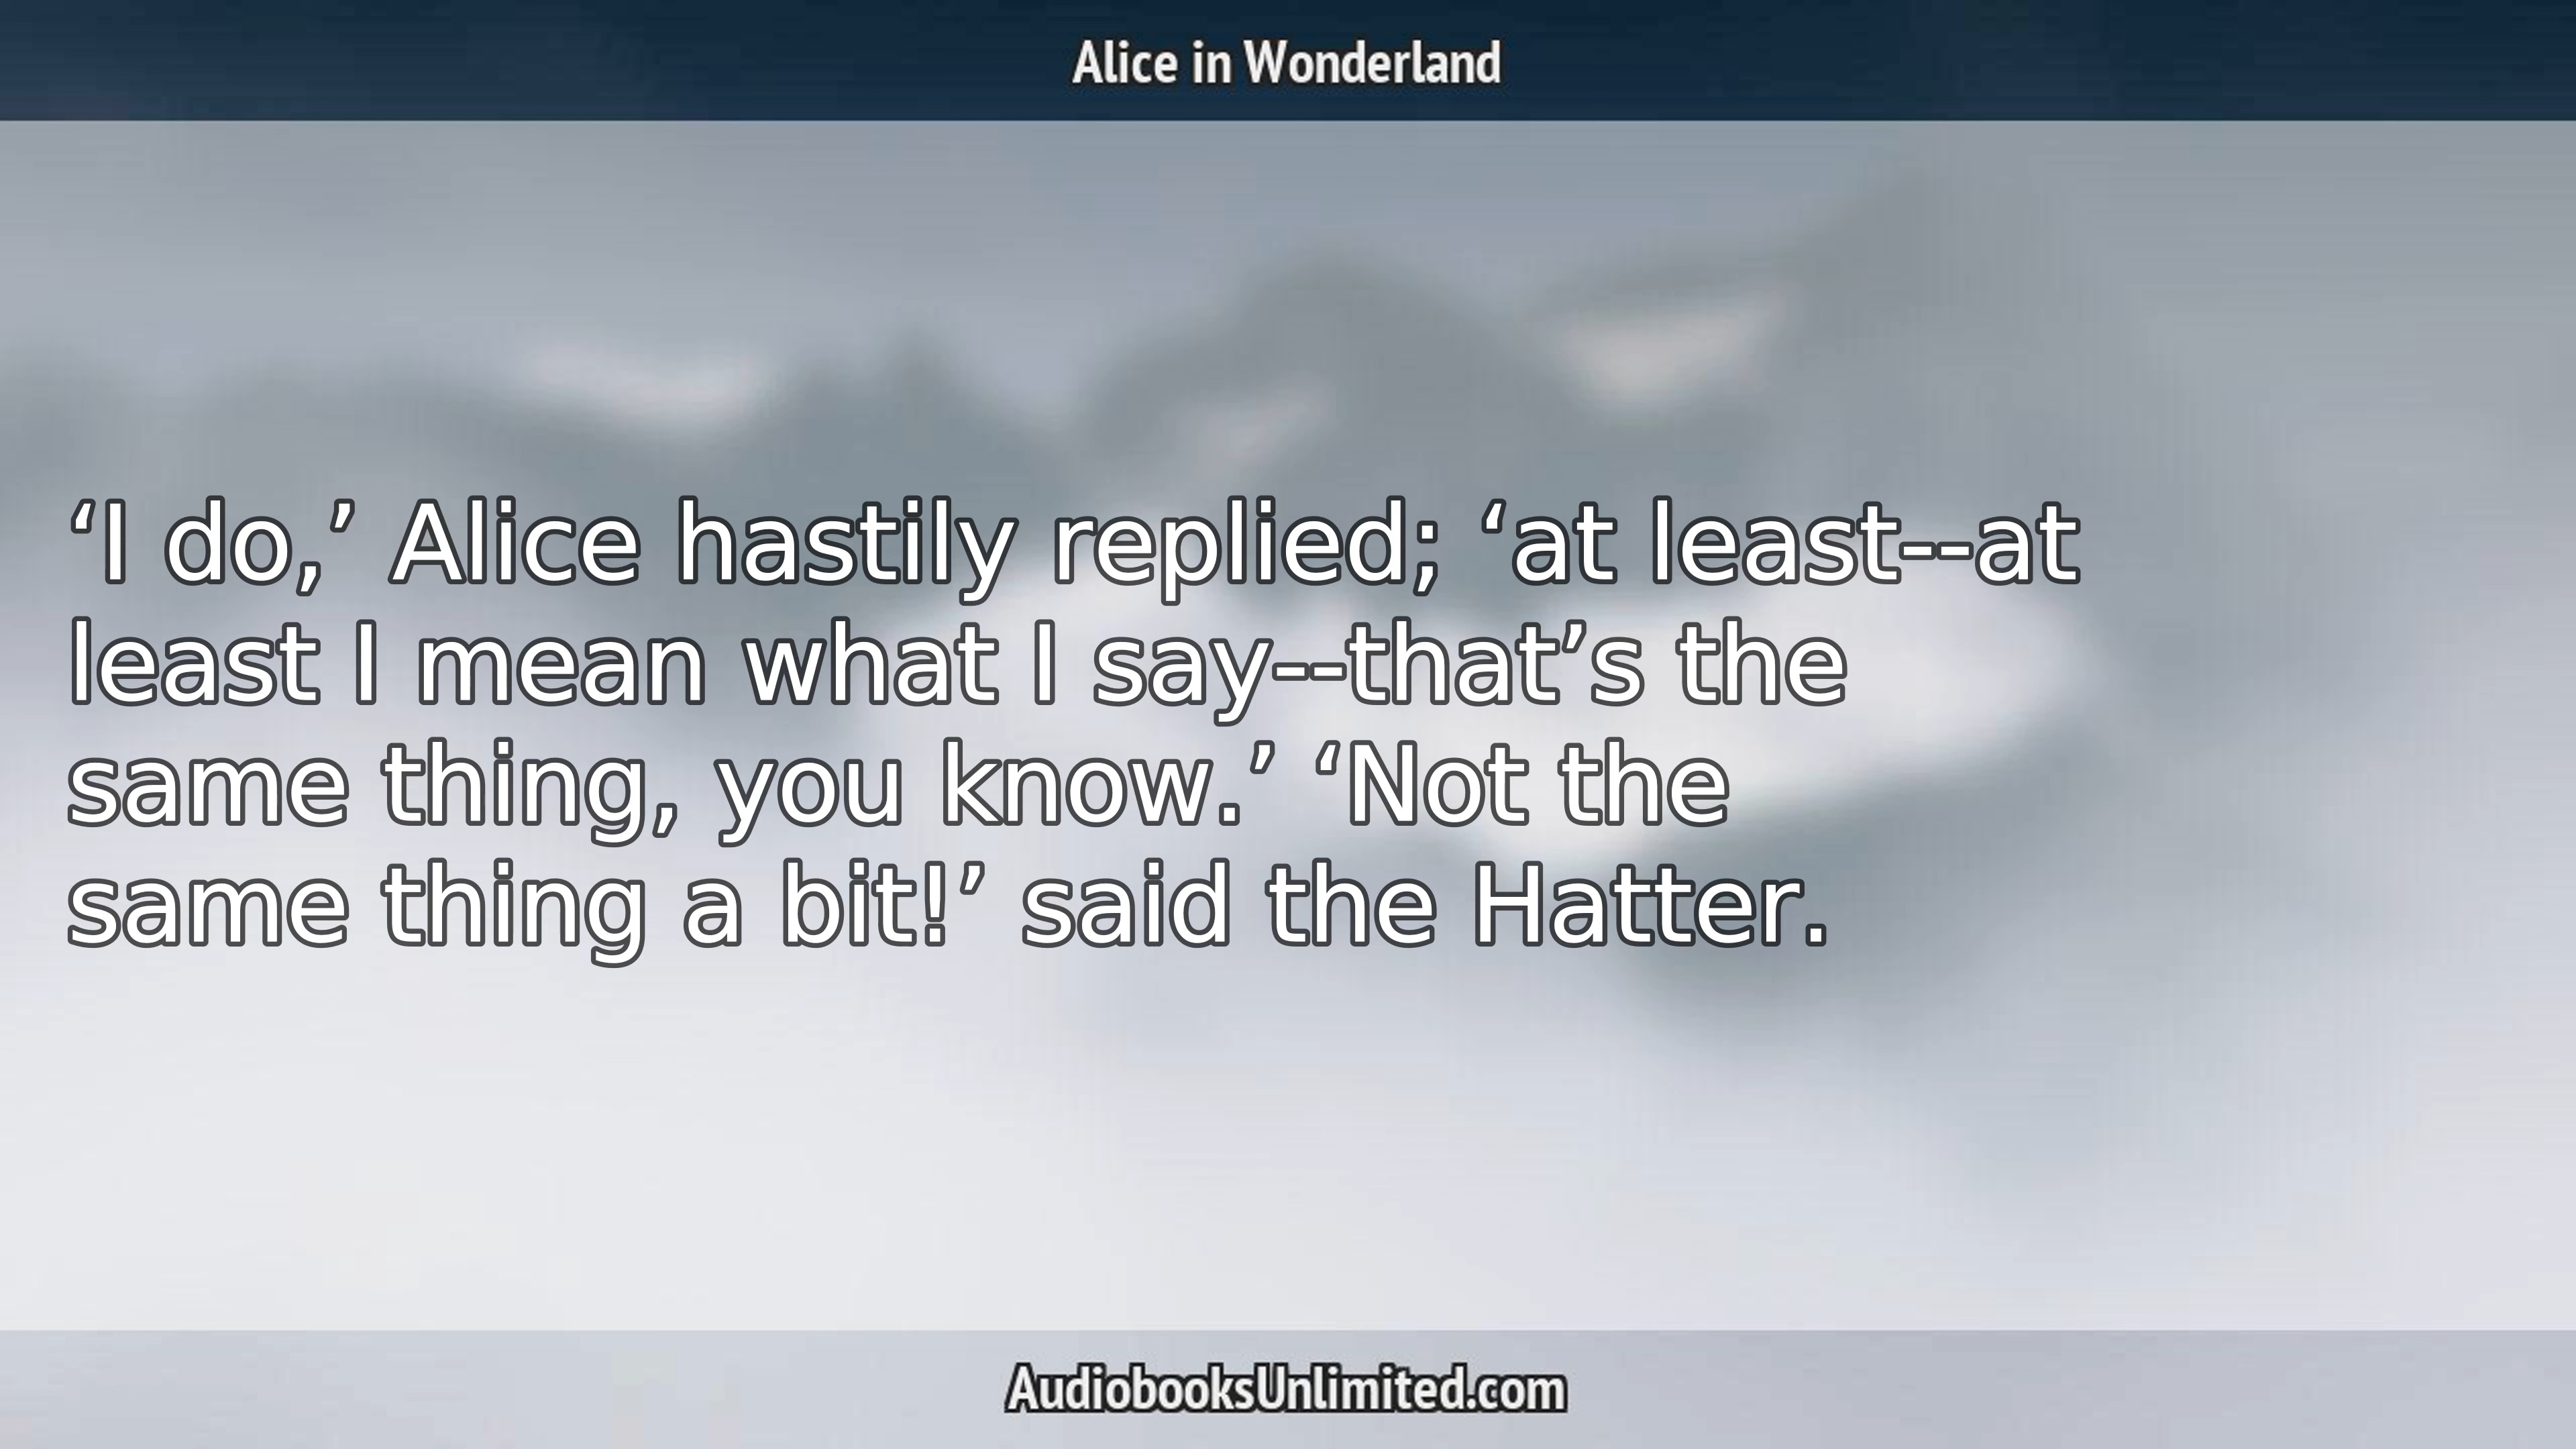 Alice in Wonderland
‘I do,’ Alice hastily replied; ‘at least--at
least I mean what I say--that’s the
same thing, you know.’ ‘Not the
same thing a bit!’ said the Hatter.
AudiobooksUnlimited.com